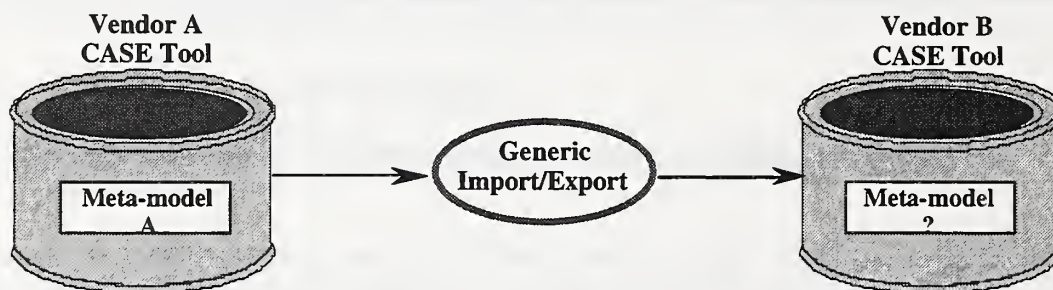 Vendor A
CASE Tool
Vendor B
CASE Tool
Generic
Import/Export
Meta-model
A
Meta-model
?